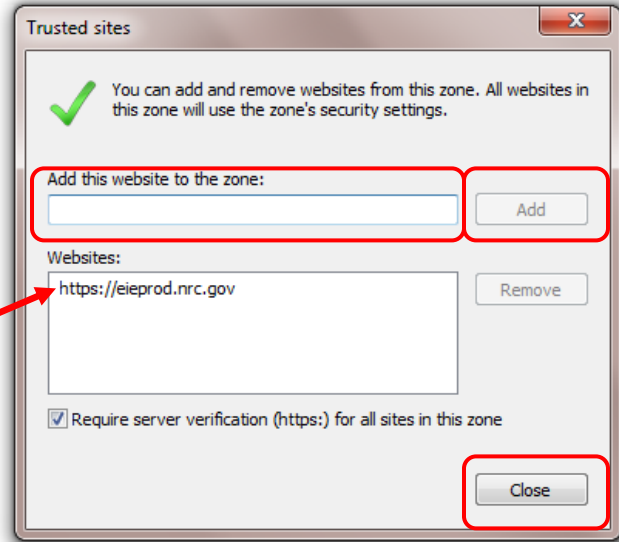 Trusted sites
x
You can add and remove websites from this zone. All websites in
this zone will use the zone's security settings.
Add this website to the zone:
Add
Websites:
https://eieprod.nrc.gov
Remove
Require server verification (https:) for all sites in this zone
Close